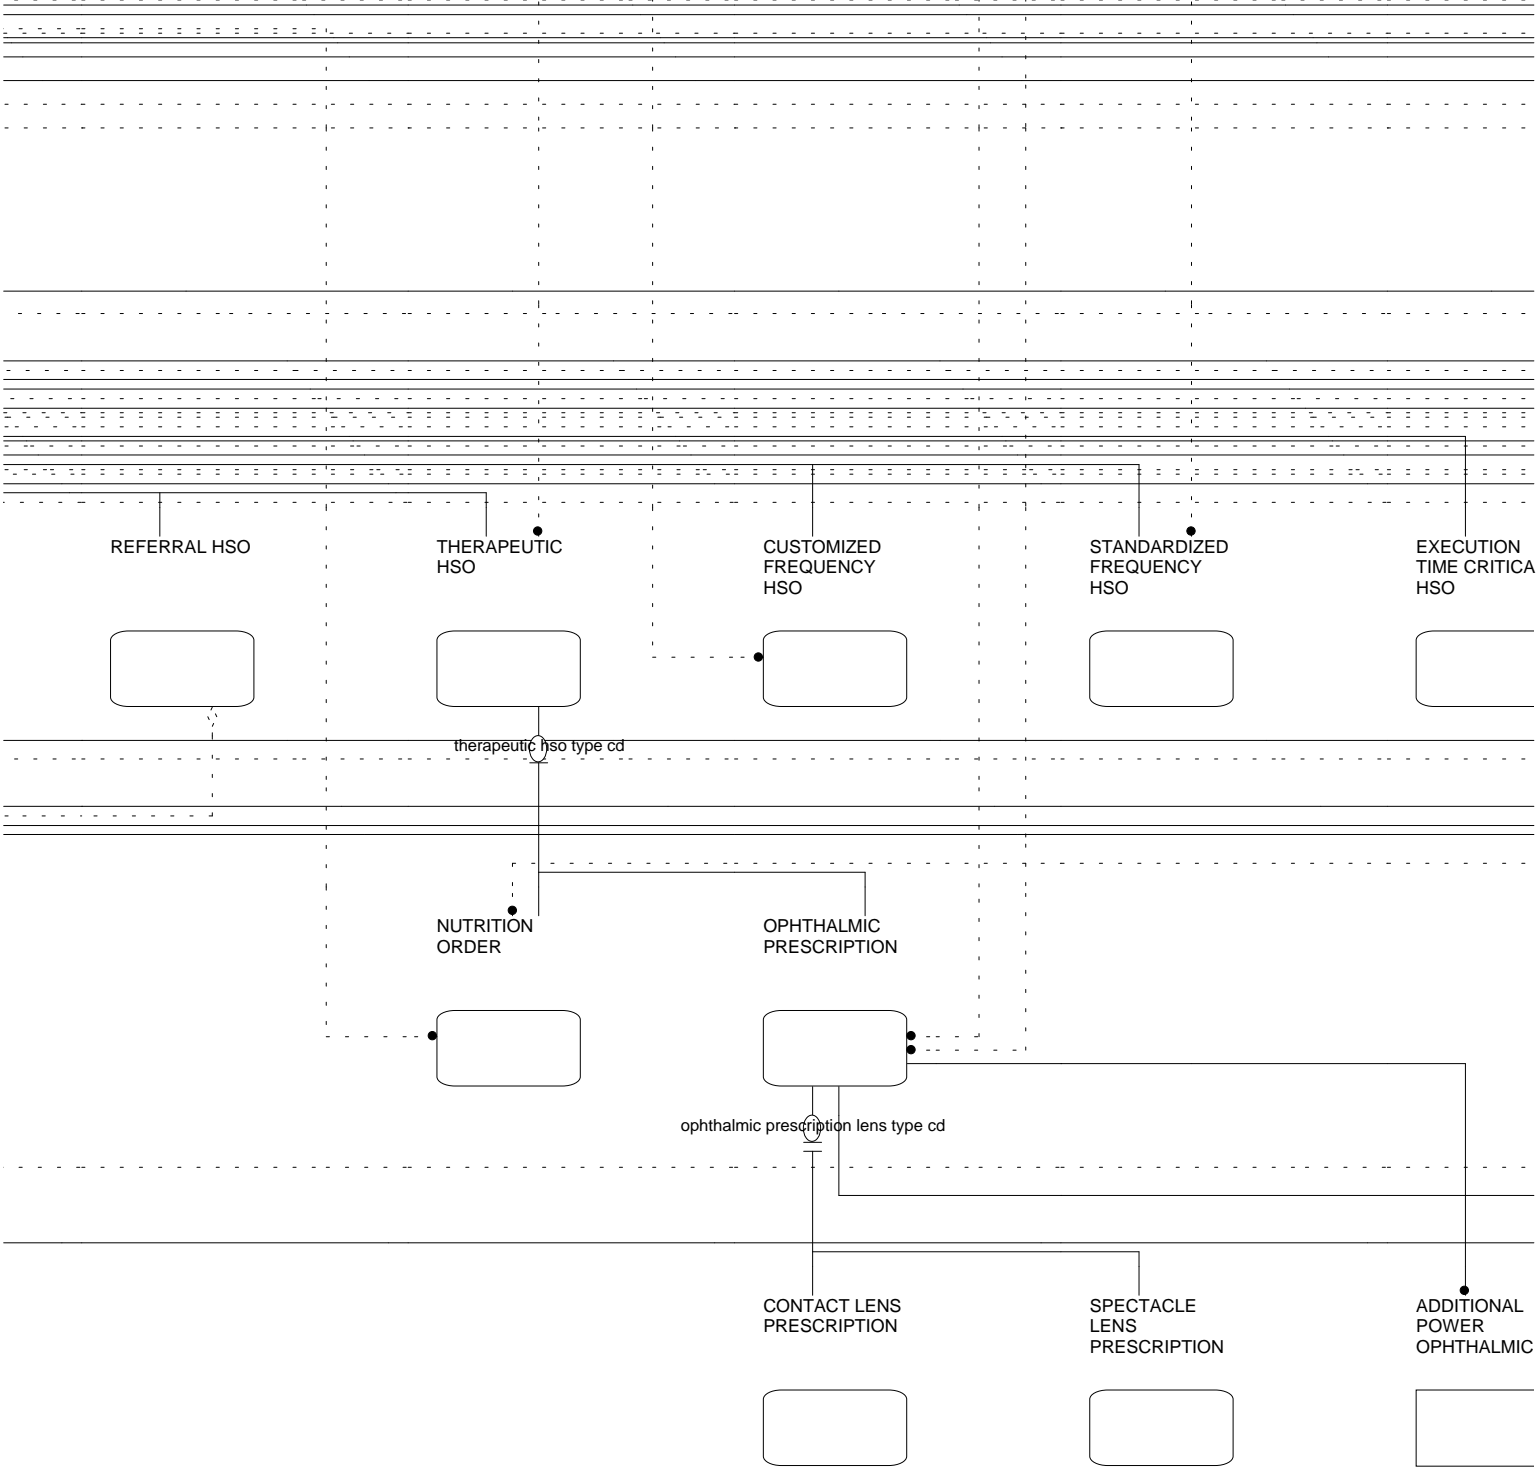 REFERRAL HSO
THERAPEUTIC
HSO
CUSTOMIZED
FREQUENCY
HSO
STANDARDIZED
FREQUENCY
HSO
EXECUTION
TIME CRITICA
HSO
therapeutic hso type cd
NUTRITION
ORDER
OPHTHALMIC
PRESCRIPTION
ophthalmic prescription lens type cd
CONTACT LENS
PRESCRIPTION
SPECTACLE
LENS
PRESCRIPTION
ADDITIONAL
POWER
OPHTHALMIC